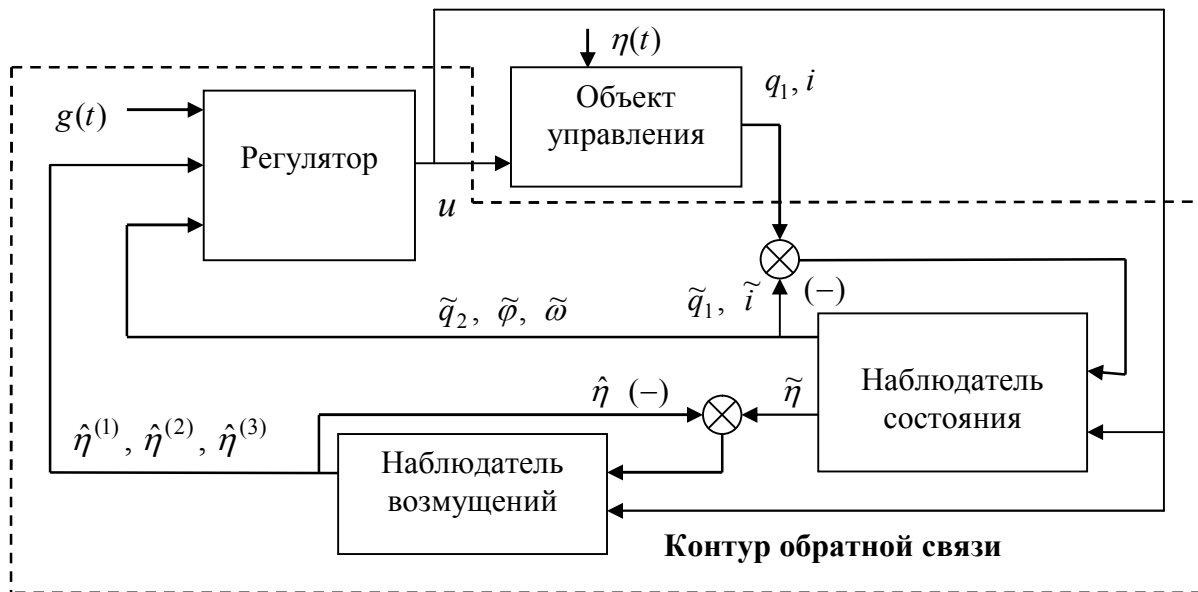 η(t)
Объект
управления
q₁, i
g(t)
Регулятор
u
q̃₂, φ̃, ω̃
q̃₁, ĩ
(−)
Наблюдатель
состояния
η̂ (−)
η̃
η̂⁽¹⁾, η̂⁽²⁾, η̂⁽³⁾
Наблюдатель
возмущений
Контур обратной связи